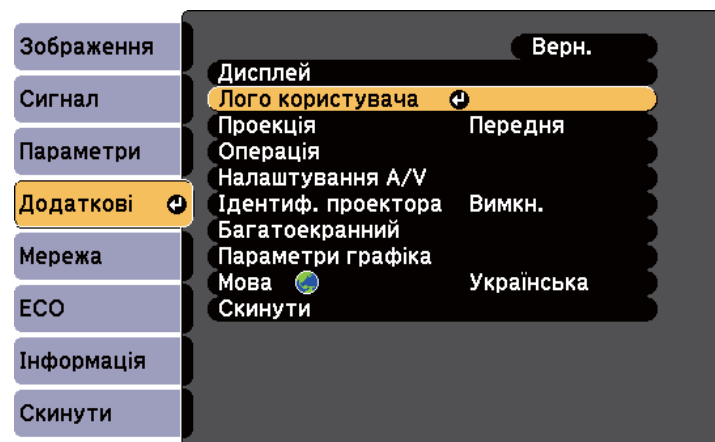 Зображення
Сигнал
Параметри
Додаткові
Мережа
ECO
Інформація
Скинути
Верн.
Дисплей
Лого користувача
Проекція Передня
Операція
Налаштування A/V
Ідентиф. проектора Вимкн.
Багатоекранний
Параметри графіка
Мова Українська
Скинути